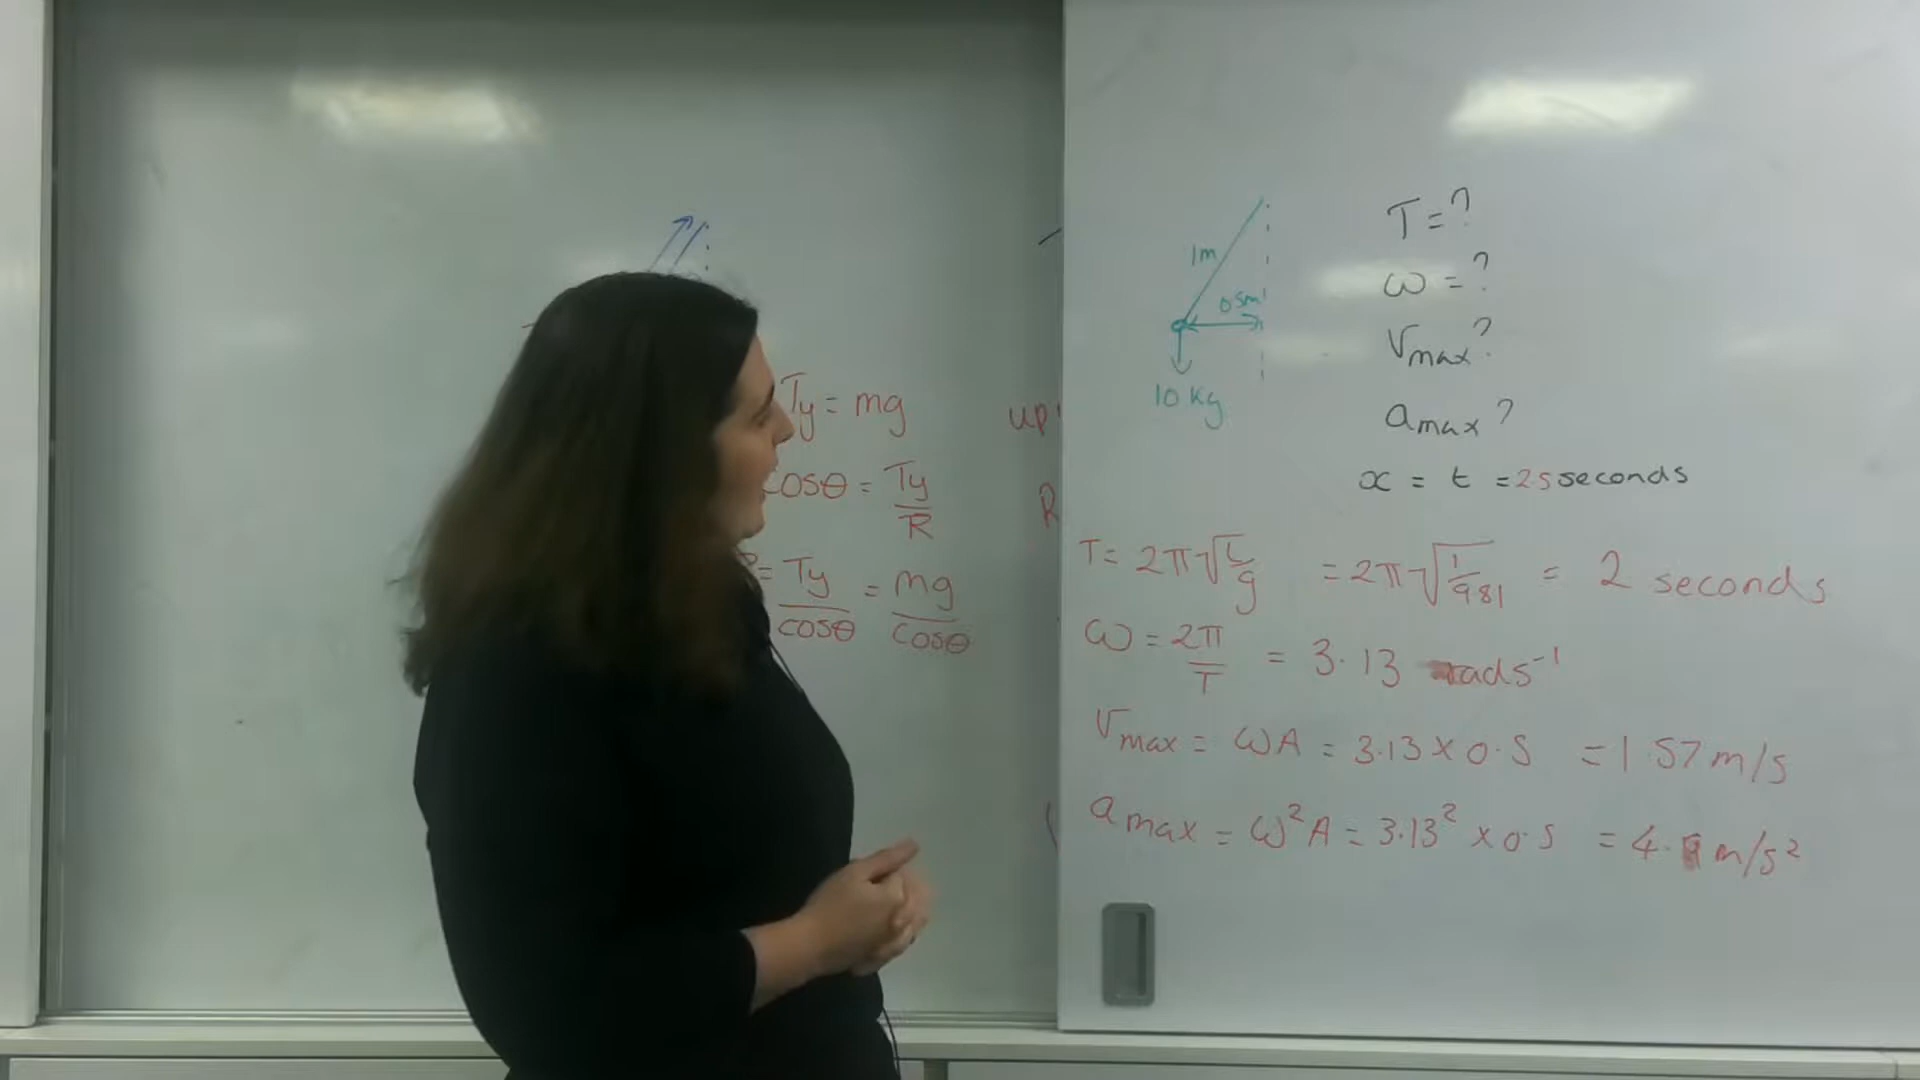 Ty = mg
cosθ = Ty/R
= Ty/cosθ = mg/cosθ
up
R
1m
0.5m
10 kg
T = ?
ω = ?
Vmax?
amax?
x = t = 2.5 seconds
T = 2π√L/g = 2π√1/9.81 = 2 seconds
ω = 2π/T = 3.13 rads⁻¹
Vmax = ωA = 3.13 × 0.5 = 1.57 m/s
amax = ω²A = 3.13² × 0.5 = 4.9 m/s²